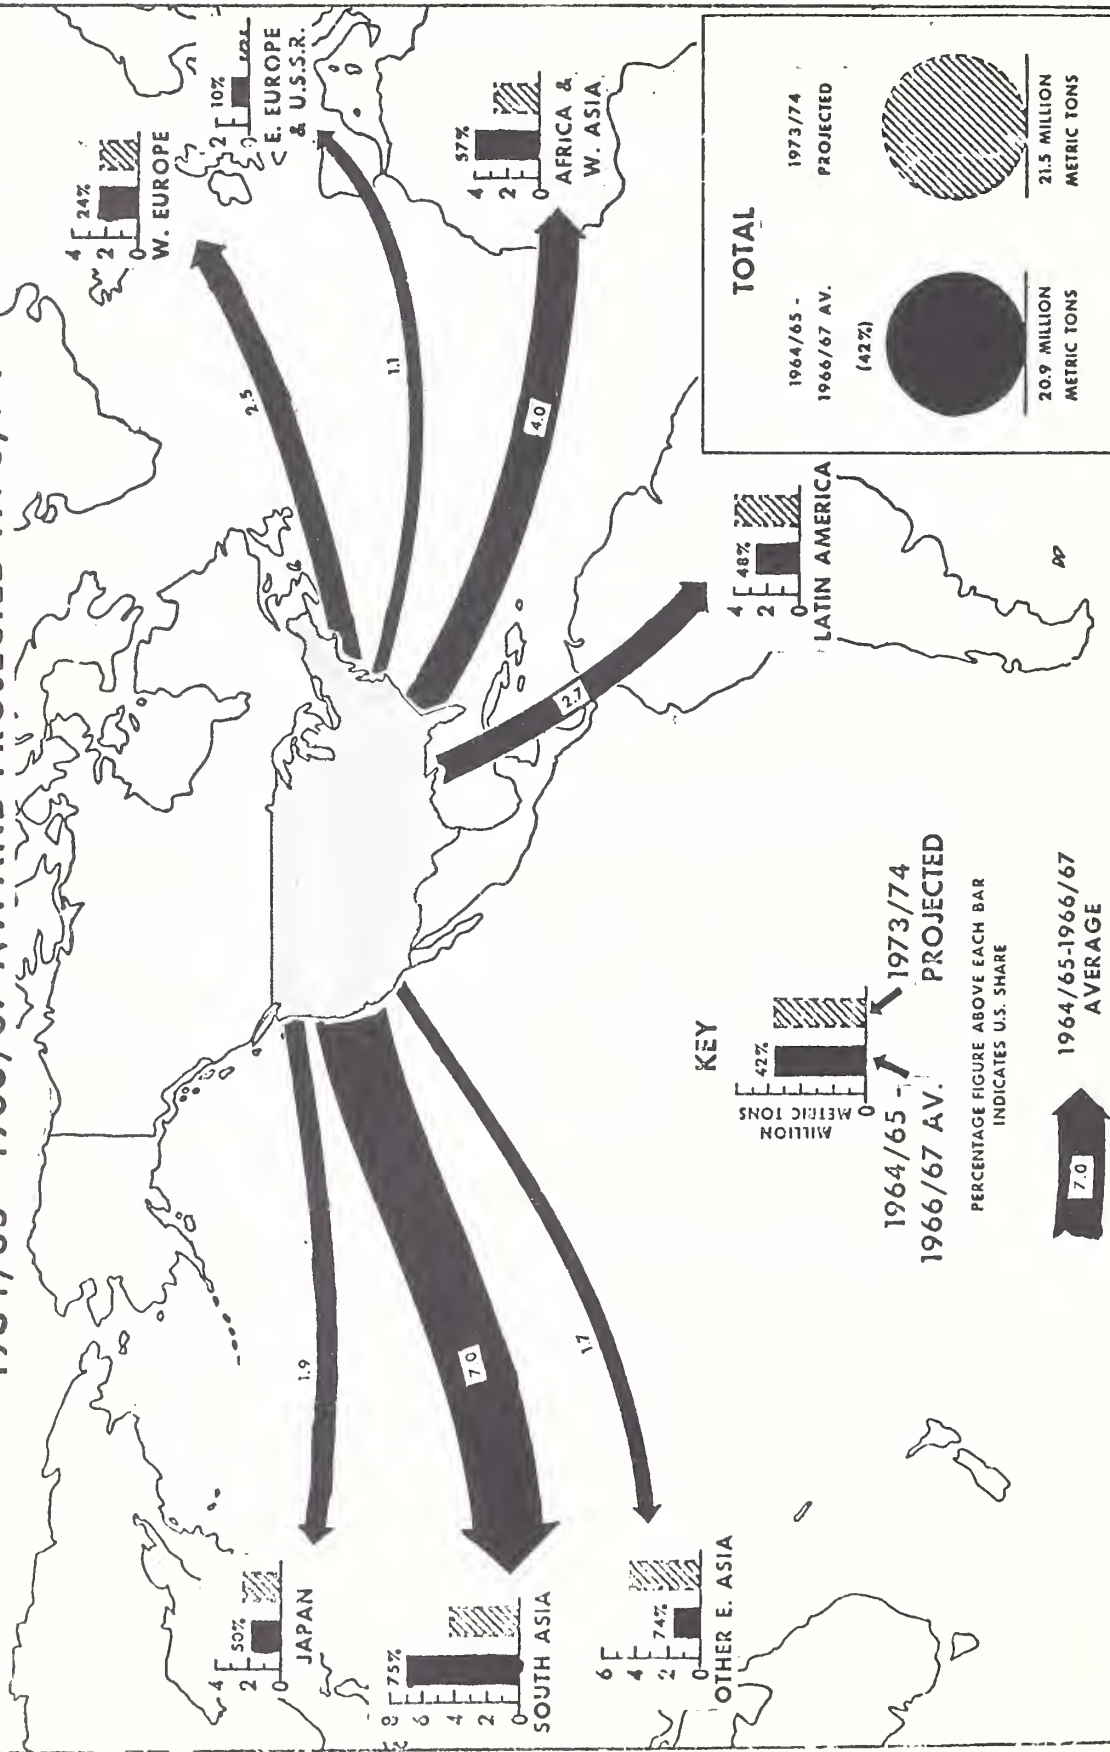 W. EUROPE
4
2
0
24%
< E. EUROPE
& U.S.S.R.
2
10%
AFRICA &
W. ASIA
4
2
0
57%
2.5
1.1
4.0
2.7
1.9
7.0
1.7
JAPAN
4
2
0
50%
SOUTH ASIA
8
6
4
2
0
75%
OTHER E. ASIA
6
4
2
0
74%
LATIN AMERICA
4
2
0
48%
KEY
MILLION
METRIC TONS
0
42%
1964/65 -
1966/67 AV.
1973/74
PROJECTED
PERCENTAGE FIGURE ABOVE EACH BAR
INDICATES U.S. SHARE
7.0
1964/65-1966/67
AVERAGE
TOTAL
1964/65 -
1966/67 AV.
(42%)
20.9 MILLION
METRIC TONS
1973/74
PROJECTED
21.5 MILLION
METRIC TONS